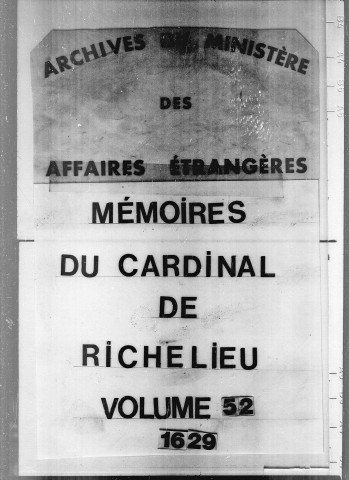 ARCHIVES DU MINISTÈRE
DES
AFFAIRES ÉTRANGÈRES
MÉMOiRES
DU CARDiNAL
DE
RiCHELiEU
VOLUME 52
1629